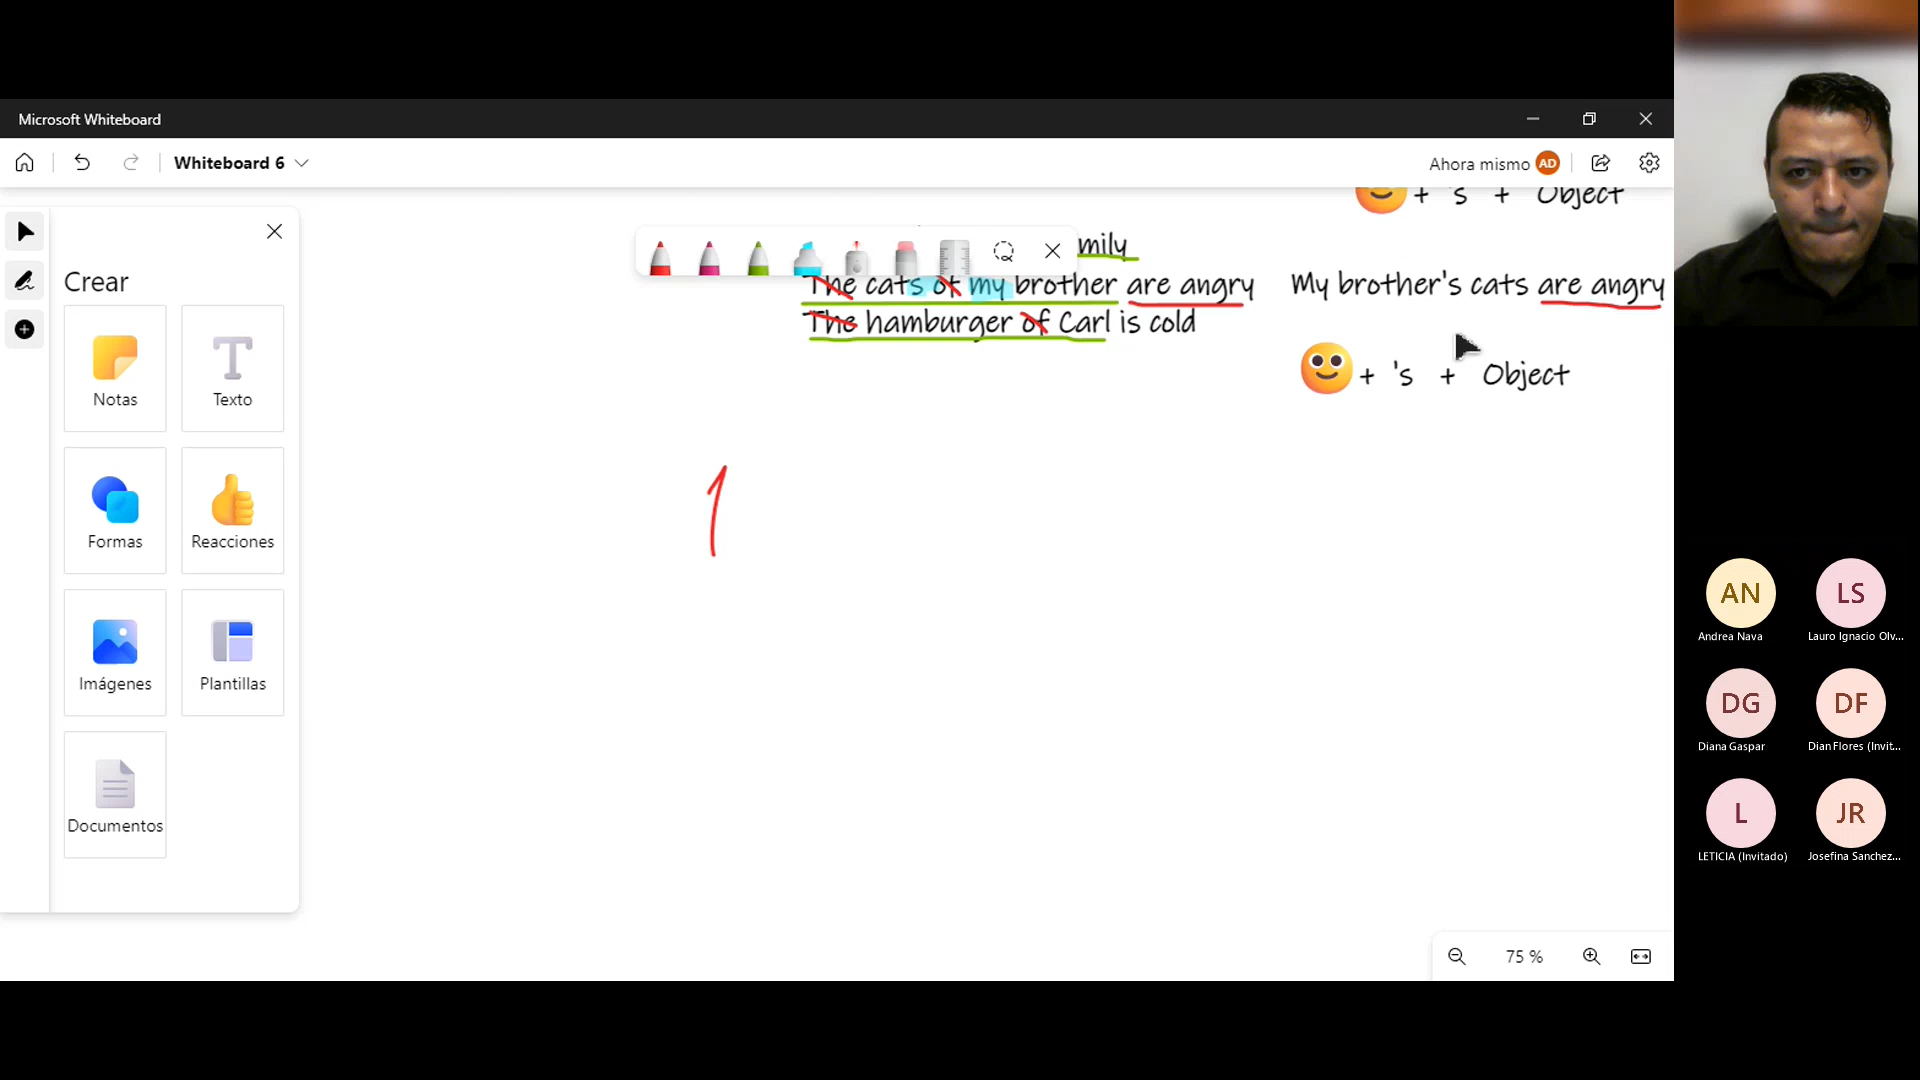 Microsoft Whiteboard
Whiteboard 6
Ahora mismo AD
+ 's + Object
mily
The cats of my brother are angry
My brother's cats are angry
The hamburger of Carl is cold
+ 's + Object
1
Crear
Notas
Texto
Formas
Reacciones
Imágenes
Plantillas
Documentos
75 %
AN
LS
Andrea Nava
Lauro Ignacio Olv...
DG
DF
Diana Gaspar
Dian Flores (Invit...
L
JR
LETICIA (Invitado)
Josefina Sanchez...